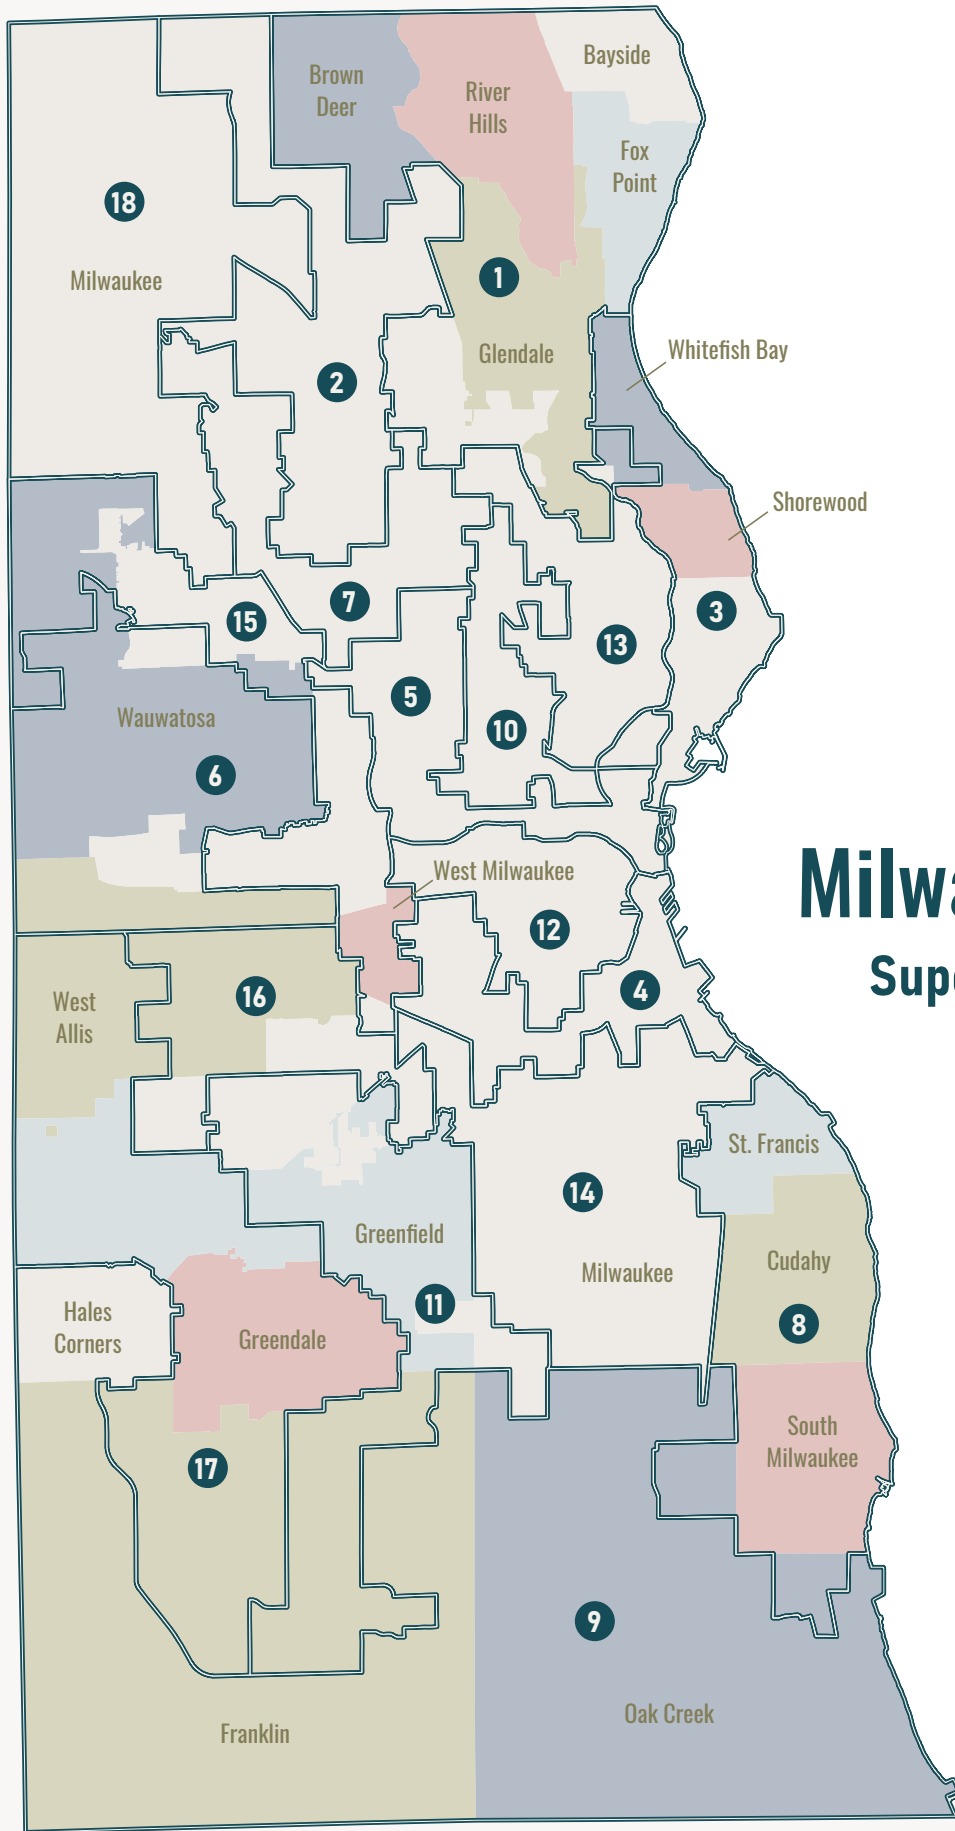 Bayside
Brown
Deer
River
Hills
Fox
Point
18
Milwaukee
1
Glendale
Whitefish Bay
2
Shorewood
7
15
3
13
5
10
Wauwatosa
6
West Milwaukee
Milwa
12
Supe
16
4
West
Allis
St. Francis
14
Greenfield
Cudahy
Milwaukee
11
8
Hales
Corners
Greendale
South
Milwaukee
17
9
Oak Creek
Franklin